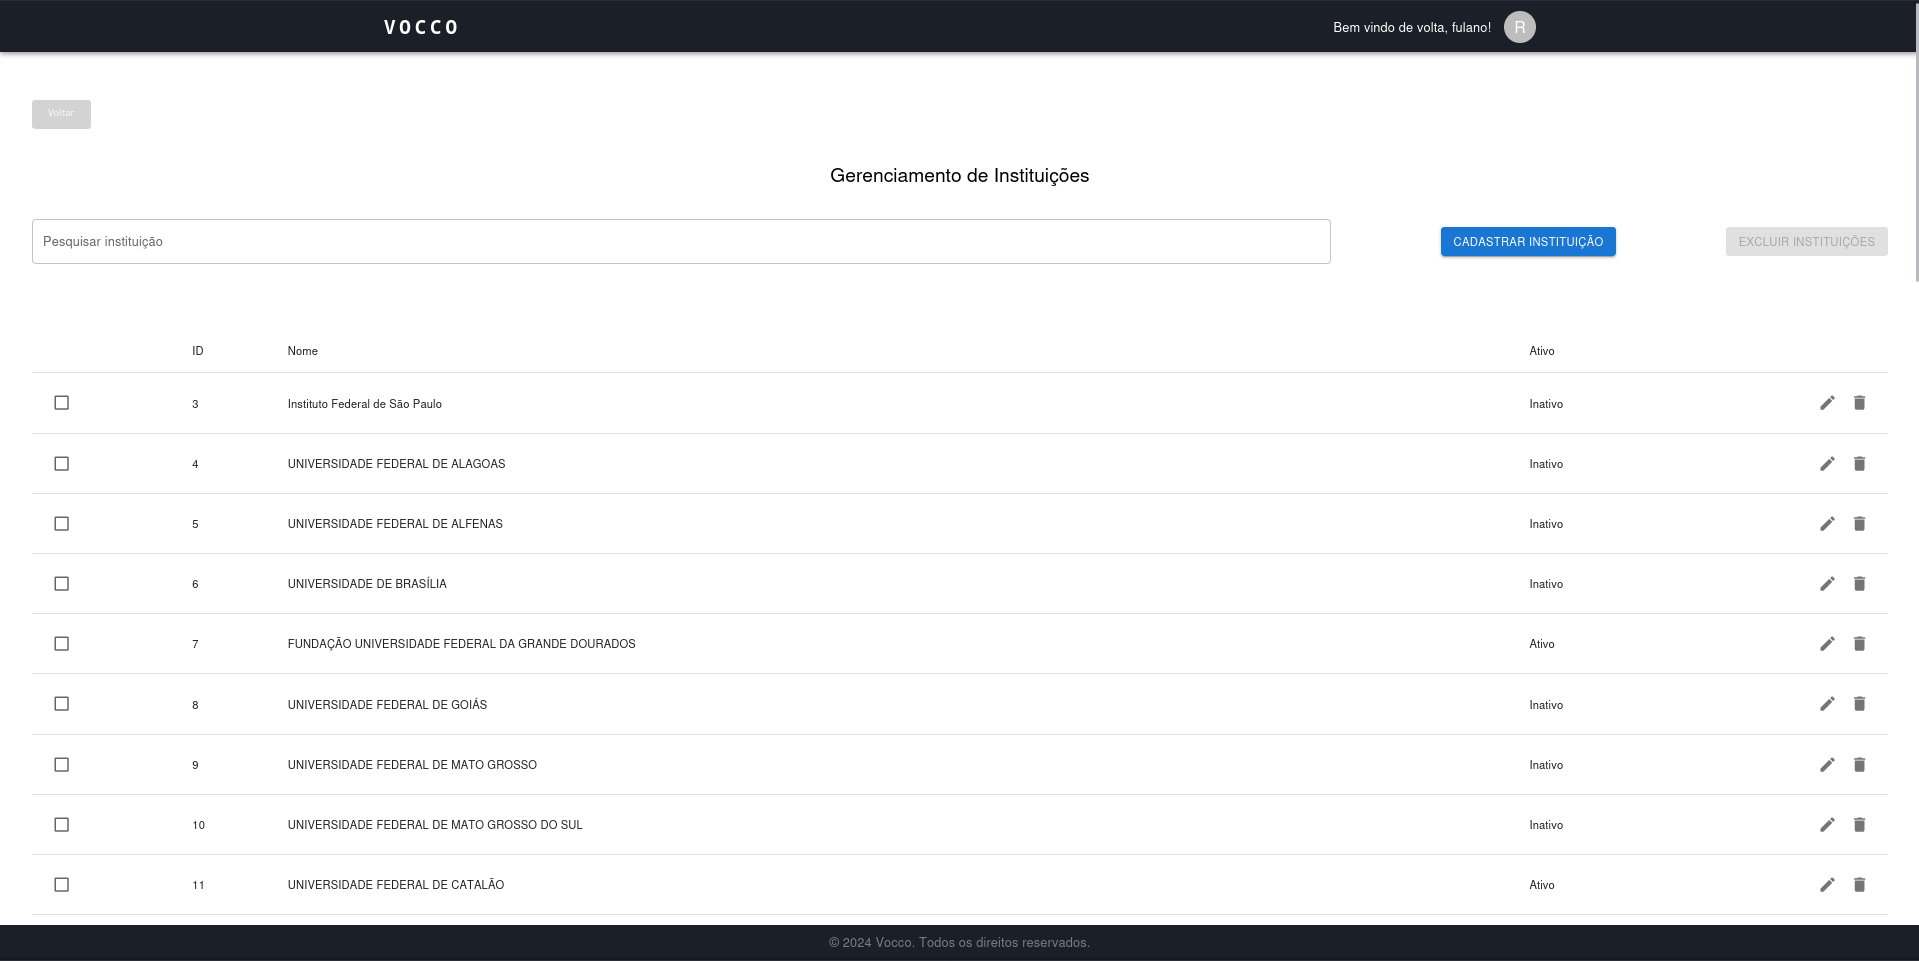 VOCCO
Bem vindo de volta, fulano! R
Voltar
Gerenciamento de Instituições
Pesquisar instituição
CADASTRAR INSTITUIÇÃO
EXCLUIR INSTITUIÇÕES
ID Nome Ativo
3 Instituto Federal de São Paulo Inativo
4 UNIVERSIDADE FEDERAL DE ALAGOAS Inativo
5 UNIVERSIDADE FEDERAL DE ALFENAS Inativo
6 UNIVERSIDADE DE BRASÍLIA Inativo
7 FUNDAÇÃO UNIVERSIDADE FEDERAL DA GRANDE DOURADOS Ativo
8 UNIVERSIDADE FEDERAL DE GOIÁS Inativo
9 UNIVERSIDADE FEDERAL DE MATO GROSSO Inativo
10 UNIVERSIDADE FEDERAL DE MATO GROSSO DO SUL Inativo
11 UNIVERSIDADE FEDERAL DE CATALÃO Ativo
© 2024 Vocco. Todos os direitos reservados.